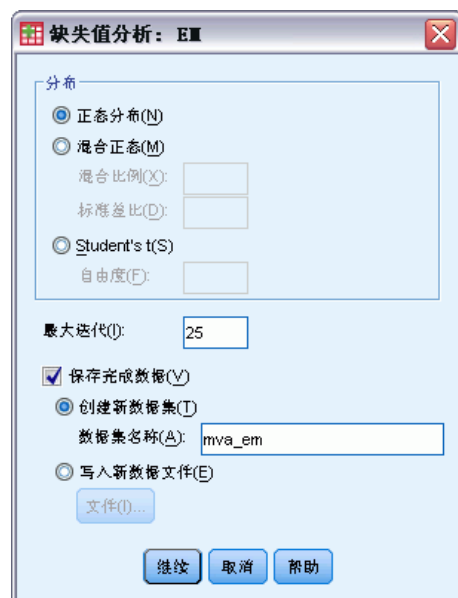 缺失值分析: EM
分布
正态分布(N)
混合正态(M)
混合比例(X):
标准差比(D):
Student's t(S)
自由度(F):
最大迭代(I): 25
保存完成数据(V)
创建新数据集(T)
数据集名称(A): mva_em
写入新数据文件(E)
文件(I)...
继续 取消 帮助